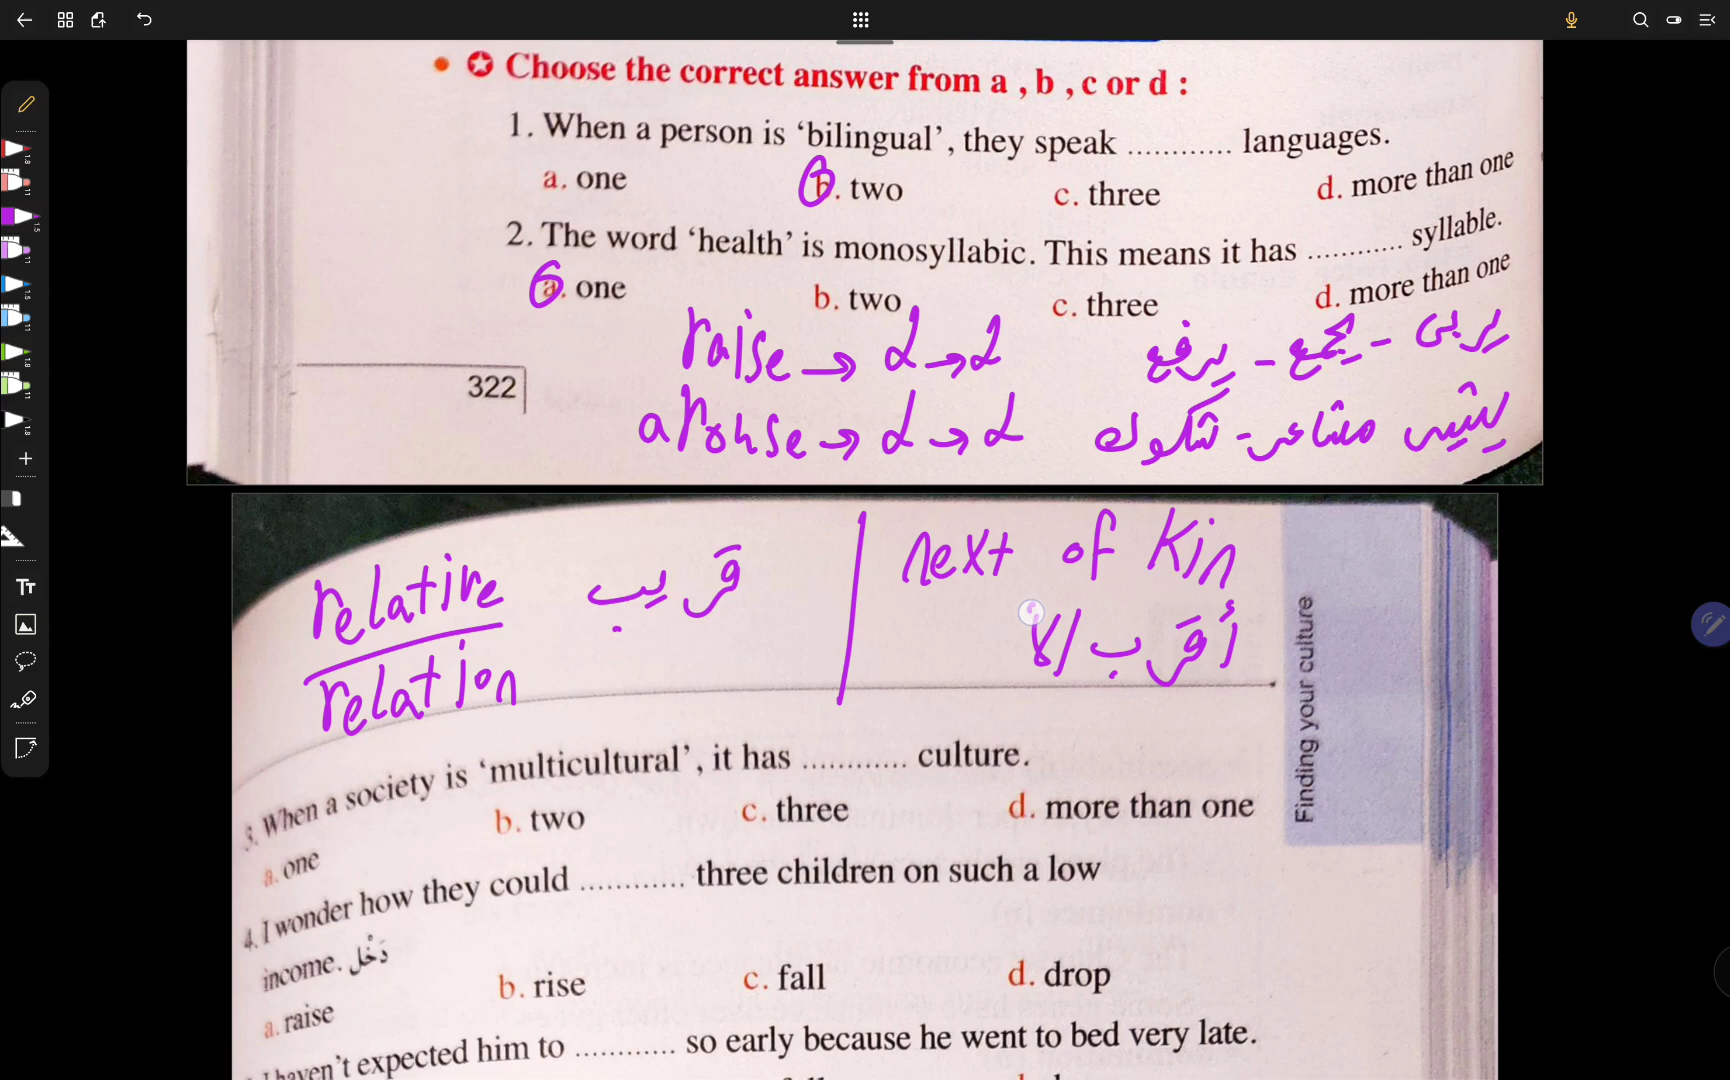 Choose the correct answer from a , b , c or d :
1. When a person is ‘bilingual’, they speak ............ languages.
a. one b. two c. three d. more than one
2. The word ‘health’ is monosyllabic. This means it has ............ syllable.
a. one b. two c. three d. more than one
raise → d → d يربى - يجمع - يرفع
arouse → d → d يثير مشاعر - شكوك
322
relative قريب next of Kin
relation أقرب الا
Finding your culture
3. When a society is ‘multicultural’, it has ............ culture.
a. one b. two c. three d. more than one
4. I wonder how they could ............ three children on such a low
income. دَخْل
a. raise b. rise c. fall d. drop
I haven’t expected him to ............ so early because he went to bed very late.